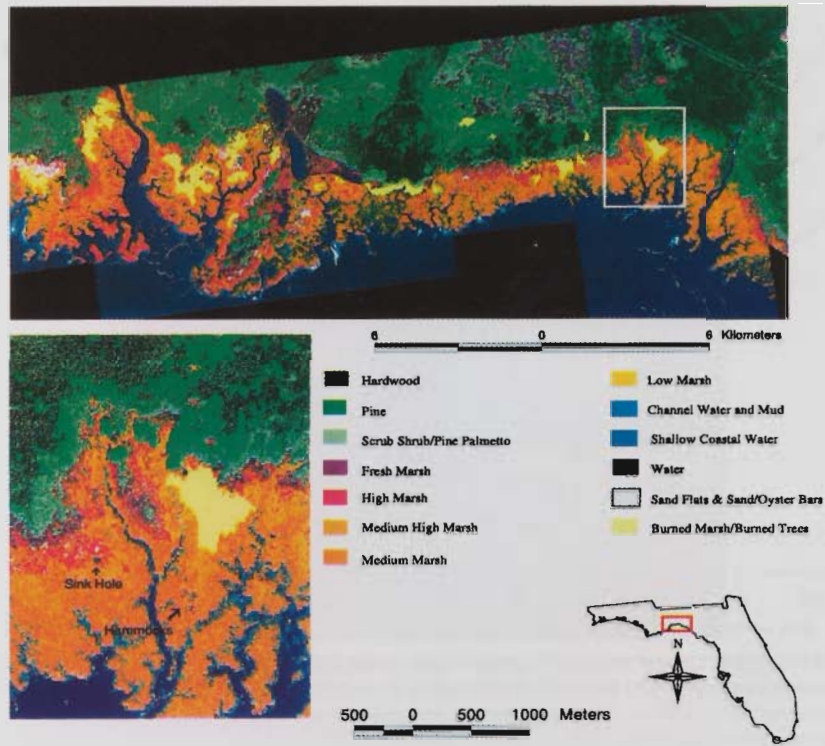 6 0 6 Kilometers
Hardwood
Pine
Scrub Shrub/Pine Palmetto
Fresh Marsh
High Marsh
Medium High Marsh
Medium Marsh
Low Marsh
Channel Water and Mud
Shallow Coastal Water
Water
Sand Flats & Sand/Oyster Bars
Burned Marsh/Burned Trees
Sink Hole
Hammocks
N
500 0 500 1000 Meters